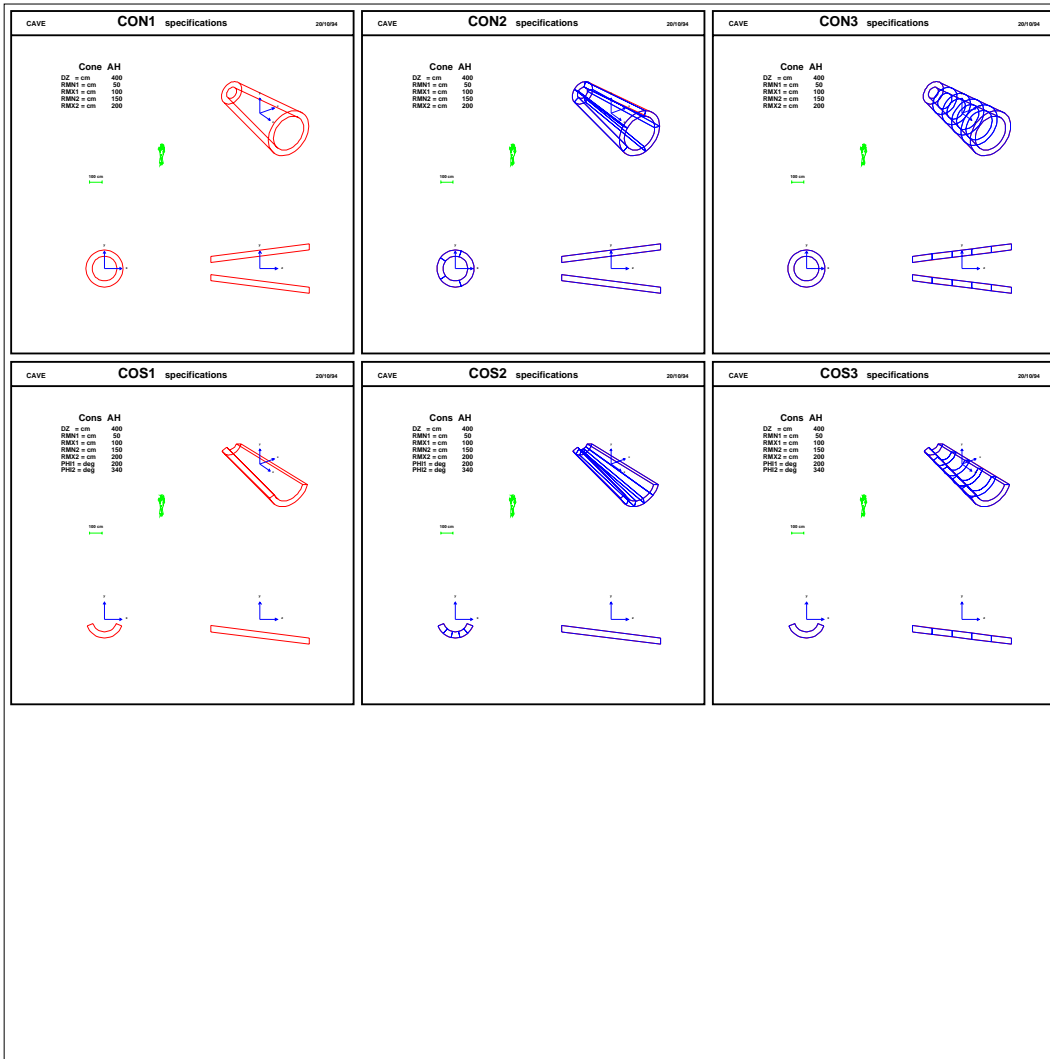 CAVE CON1 specifications 20/10/94
Cone AH
DZ = cm 400
RMN1 = cm 50
RMX1 = cm 100
RMN2 = cm 150
RMX2 = cm 200
100 cm
CAVE CON2 specifications 20/10/94
Cone AH
DZ = cm 400
RMN1 = cm 50
RMX1 = cm 100
RMN2 = cm 150
RMX2 = cm 200
100 cm
CAVE CON3 specifications 20/10/94
Cone AH
DZ = cm 400
RMN1 = cm 50
RMX1 = cm 100
RMN2 = cm 150
RMX2 = cm 200
100 cm
CAVE COS1 specifications 20/10/94
Cons AH
DZ = cm 400
RMN1 = cm 50
RMX1 = cm 100
RMN2 = cm 150
RMX2 = cm 200
PHI1 = deg 200
PHI2 = deg 340
100 cm
CAVE COS2 specifications 20/10/94
Cons AH
DZ = cm 400
RMN1 = cm 50
RMX1 = cm 100
RMN2 = cm 150
RMX2 = cm 200
PHI1 = deg 200
PHI2 = deg 340
100 cm
CAVE COS3 specifications 20/10/94
Cons AH
DZ = cm 400
RMN1 = cm 50
RMX1 = cm 100
RMN2 = cm 150
RMX2 = cm 200
PHI1 = deg 200
PHI2 = deg 340
100 cm